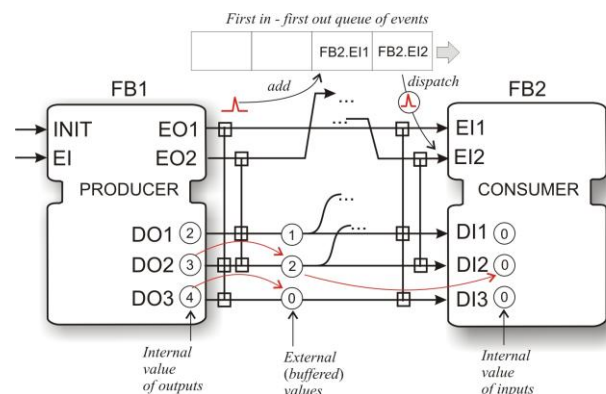 First in - first out queue of events
FB2.EI1 FB2.EI2
FB1
add
...
dispatch
FB2
INIT
EO1
...
EI1
EI
EO2
EI2
PRODUCER
CONSUMER
...
DO1 2
1
...
DI1 0
DO2 3
2
DI2 0
DO3 4
0
DI3 0
Internal
value
of outputs
External
(buffered)
values
Internal
value
of inputs